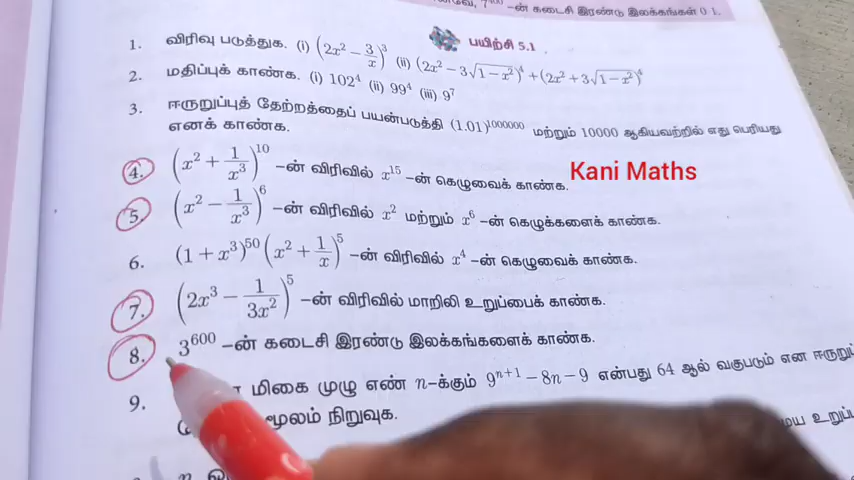 -ன் கடைசி இரண்டு இலக்கங்கள் 0 1.
பயிற்சி 5.1
1. விரிவு படுத்துக. (i) (2x² − 3/x)³ (ii) (2x² − 3√(1−x²))⁴ + (2x² + 3√(1−x²))⁴
2. மதிப்புக் காண்க. (i) 102⁴ (ii) 99⁴ (iii) 9⁷
3. ஈருறுப்புத் தேற்றத்தைப் பயன்படுத்தி (1.01)¹⁰⁰⁰⁰⁰⁰ மற்றும் 10000 ஆகியவற்றில் எது பெரியது
எனக் காண்க.
4. (x² + 1/x³)¹⁰ -ன் விரிவில் x¹⁵ -ன் கெழுவைக் காண்க.
Kani Maths
5. (x² − 1/x³)⁶ -ன் விரிவில் x² மற்றும் x⁶ -ன் கெழுக்களைக் காண்க.
6. (1 + x³)⁵⁰ (x² + 1/x)⁵ -ன் விரிவில் x⁴ -ன் கெழுவைக் காண்க.
7. (2x³ − 1/3x²)⁵ -ன் விரிவில் மாறிலி உறுப்பைக் காண்க.
8. 3⁶⁰⁰ -ன் கடைசி இரண்டு இலக்கங்களைக் காண்க.
9. மிகை முழு எண் n-க்கும் 9ⁿ⁺¹ − 8n − 9 என்பது 64 ஆல் வகுபடும் என
மூலம் நிறுவுக.